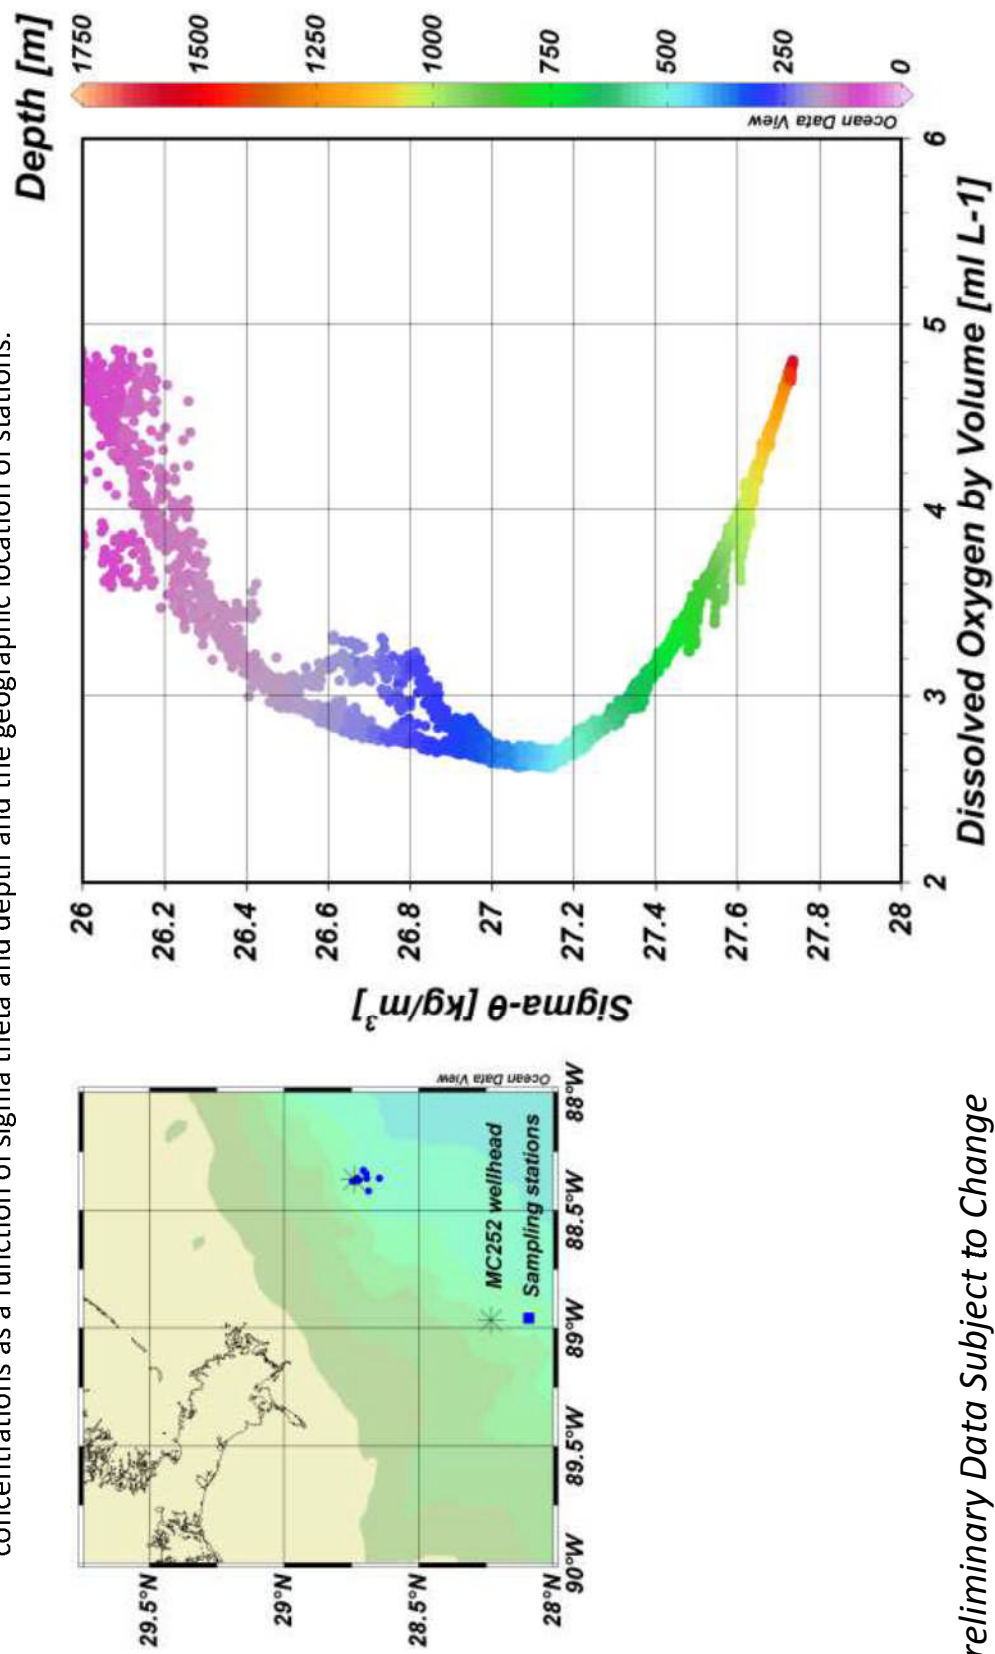 concentrations as a function of sigma theta and depth and the geographic location of stations.
29.5°N
29°N
28.5°N
28°N
90°W
89.5°W
89°W
88.5°W
88°W
MC252 wellhead
Sampling stations
Ocean Data View
Sigma-θ [kg/m³]
26
26.2
26.4
26.6
26.8
27
27.2
27.4
27.6
27.8
28
2
3
4
5
6
Dissolved Oxygen by Volume [ml L-1]
Ocean Data View
Depth [m]
1750
1500
1250
1000
750
500
250
0
reliminary Data Subject to Change